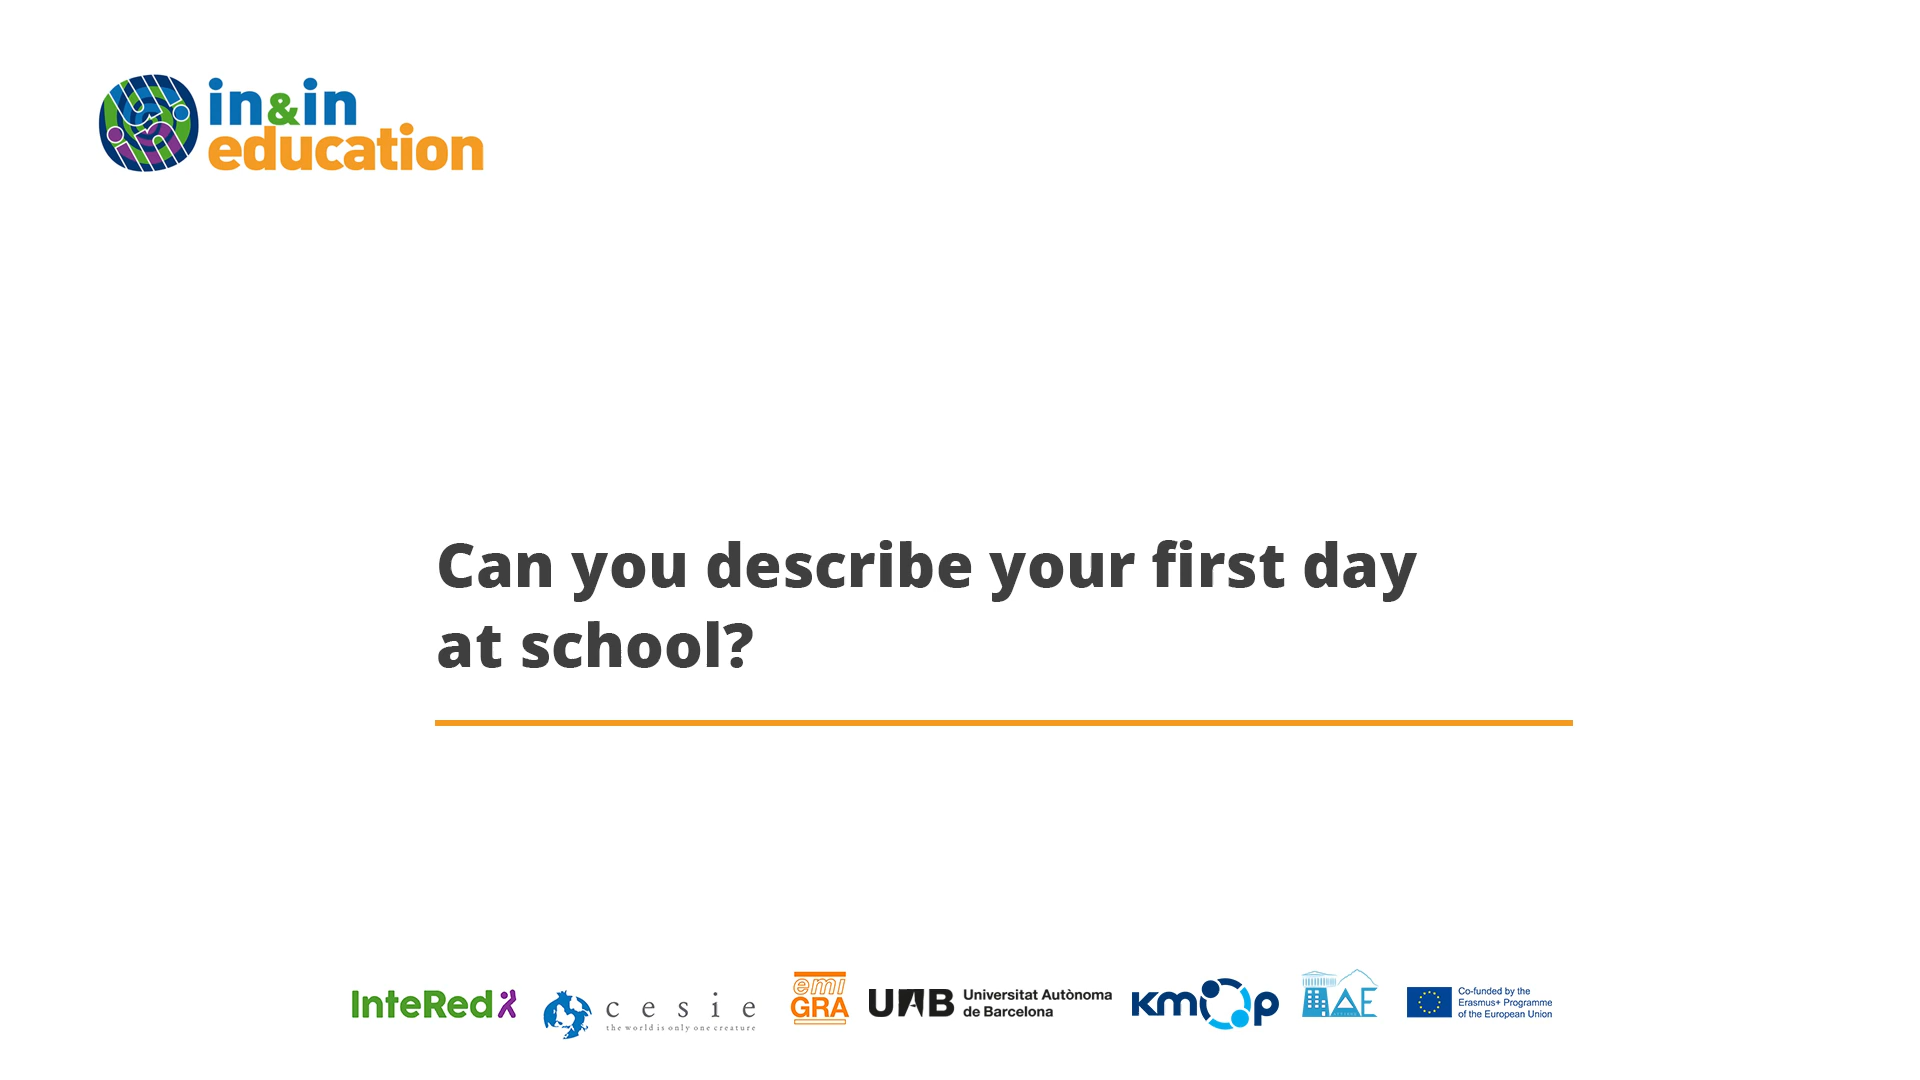 in&in
education
Can you describe your first day
at school?
InteRed
cesie
the world is only one creature
emi
GRA
UAB
Universitat Autònoma
de Barcelona
kmop
Co-funded by the
Erasmus+ Programme
of the European Union